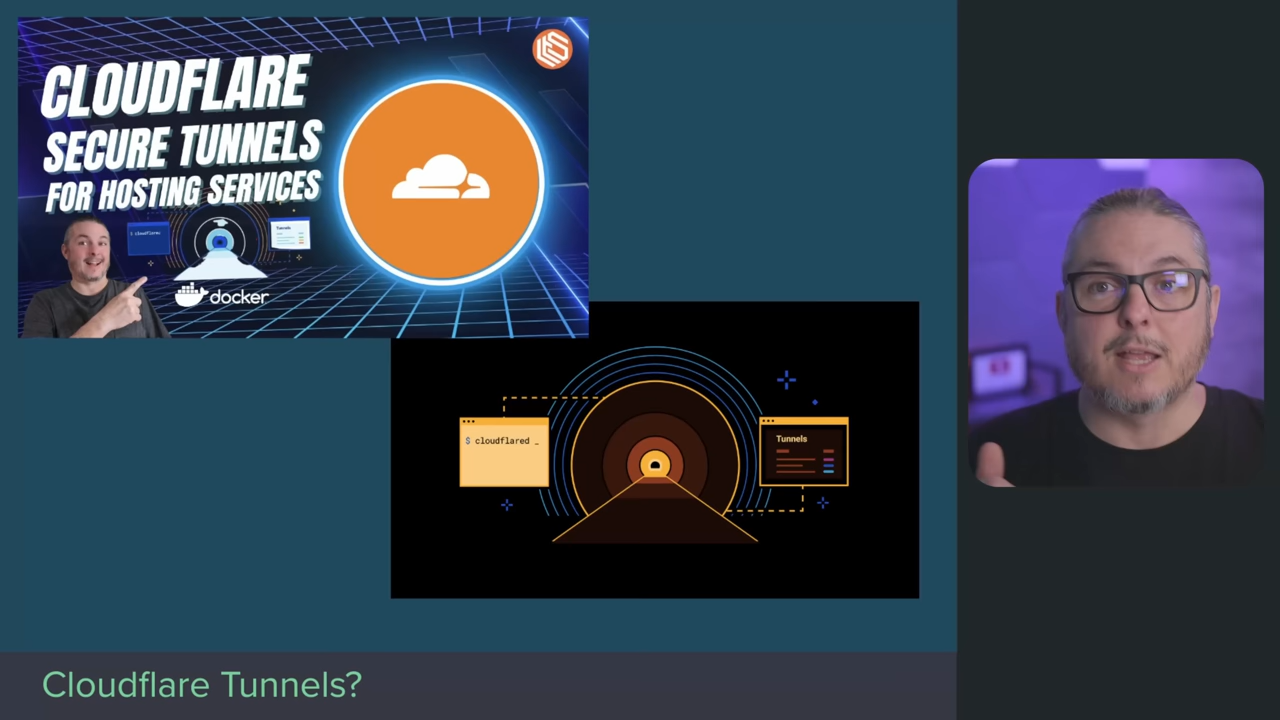 CLOUDFLARE
SECURE TUNNELS
FOR HOSTING SERVICES
$ cloudflared
Tunnels
docker
$ cloudflared _
Tunnels
Cloudflare Tunnels?